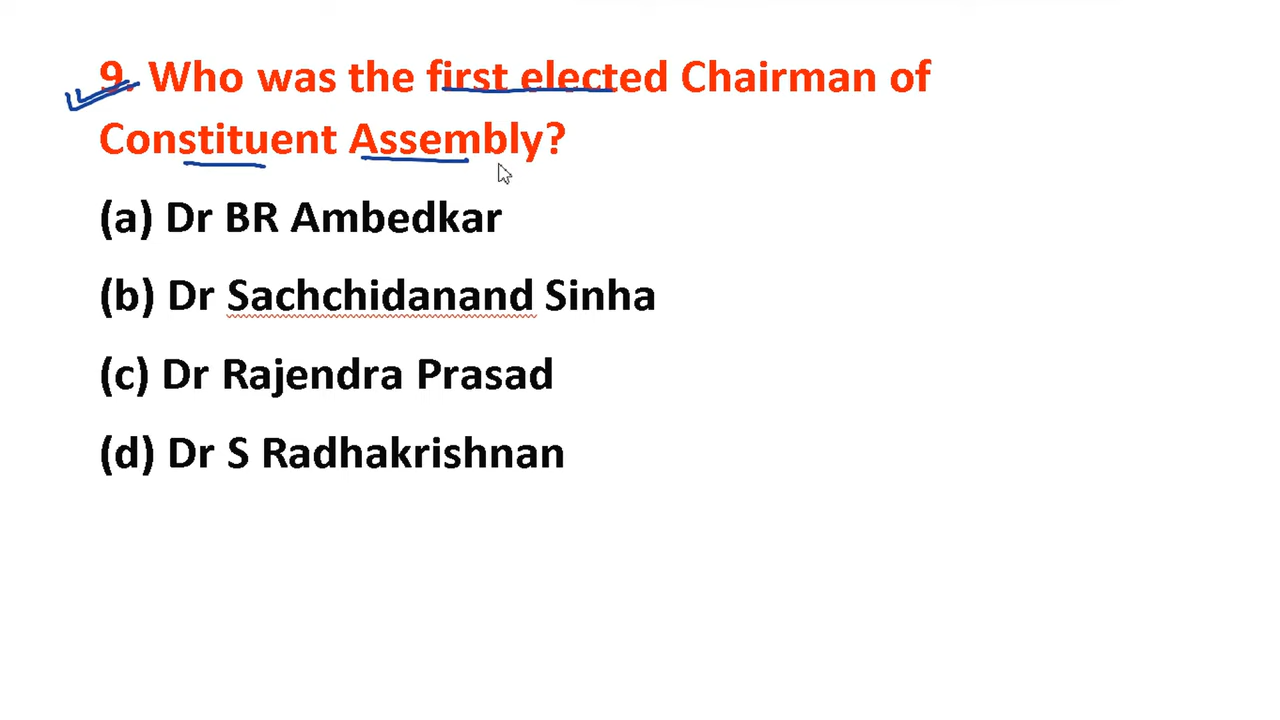 9. Who was the first elected Chairman of
Constituent Assembly?
(a) Dr BR Ambedkar
(b) Dr Sachchidanand Sinha
(c) Dr Rajendra Prasad
(d) Dr S Radhakrishnan